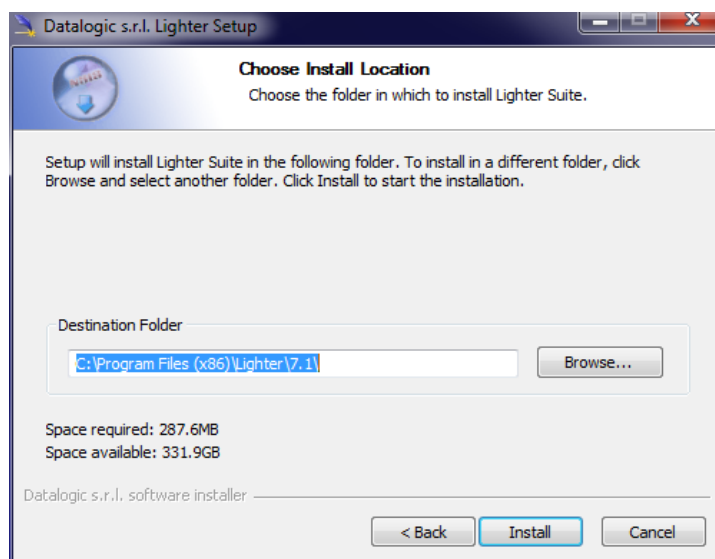 Datalogic s.r.l. Lighter Setup
Choose Install Location
Choose the folder in which to install Lighter Suite.
Setup will install Lighter Suite in the following folder. To install in a different folder, click
Browse and select another folder. Click Install to start the installation.
Destination Folder
C:\Program Files (x86)\Lighter\7.1\
Browse...
Space required: 287.6MB
Space available: 331.9GB
Datalogic s.r.l. software installer
< Back
Install
Cancel